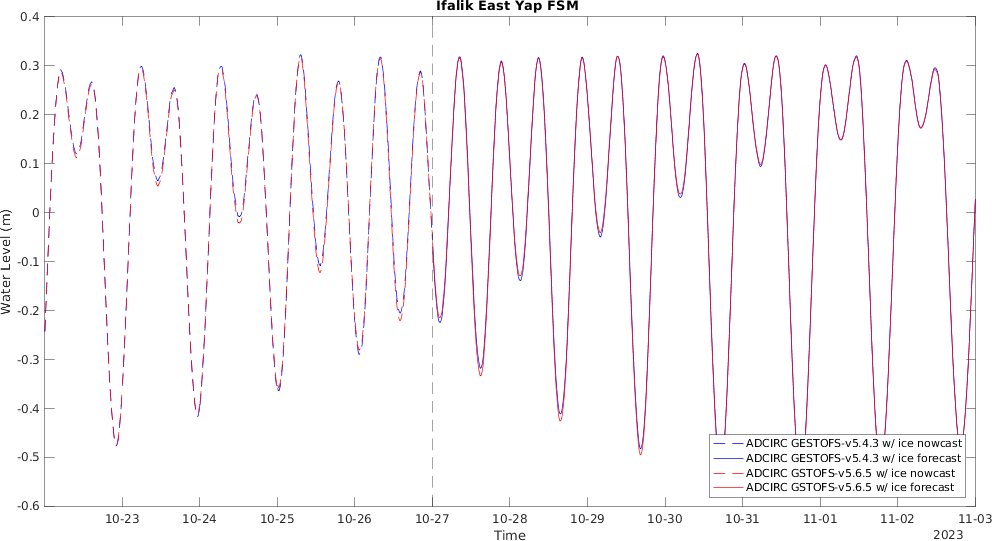 Ifalik East Yap FSM
0.4
0.3
0.2
0.1
0
-0.1
-0.2
-0.3
-0.4
-0.5
-0.6
Water Level (m)
ADCIRC GESTOFS-v5.4.3 w/ ice nowcast
ADCIRC GESTOFS-v5.4.3 w/ ice forecast
ADCIRC GSTOFS-v5.6.5 w/ ice nowcast
ADCIRC GSTOFS-v5.6.5 w/ ice forecast
10-23 10-24 10-25 10-26 10-27 10-28 10-29 10-30 10-31 11-01 11-02 11-03
Time
2023